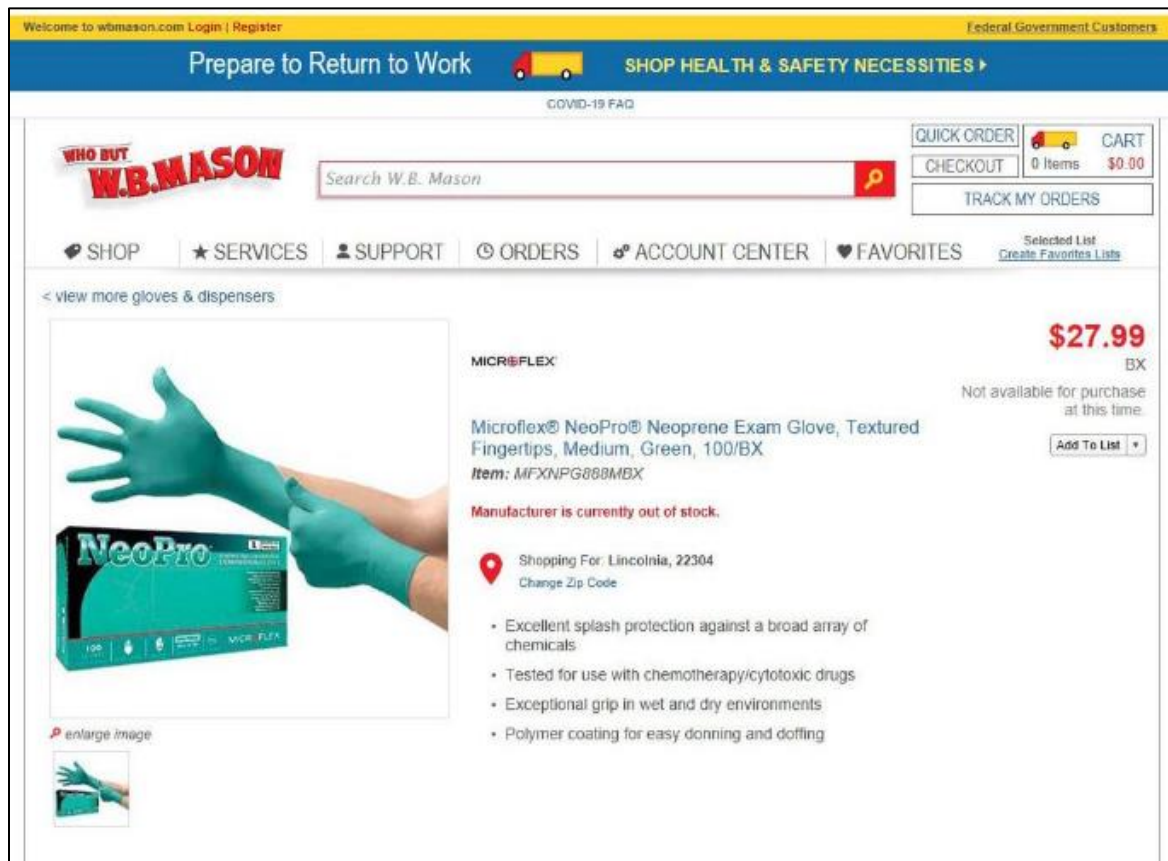 Welcome to wbmason.com Login | Register
Federal Government Customers
Prepare to Return to Work
SHOP HEALTH & SAFETY NECESSITIES
COVID-19 FAQ
WHO BUT
W.B.MASON
Search W.B. Mason
QUICK ORDER
CHECKOUT
CART
0 Items $0.00
TRACK MY ORDERS
SHOP
SERVICES
SUPPORT
ORDERS
ACCOUNT CENTER
FAVORITES
Selected List
Create Favorites Lists
< view more gloves & dispensers
MICROFLEX
$27.99
BX
Not available for purchase
at this time.
Add To List
Microflex® NeoPro® Neoprene Exam Glove, Textured
Fingertips, Medium, Green, 100/BX
Item: MFXNPG888MBX
Manufacturer is currently out of stock.
Shopping For: Lincolnia, 22304
Change Zip Code
• Excellent splash protection against a broad array of
chemicals
• Tested for use with chemotherapy/cytotoxic drugs
• Exceptional grip in wet and dry environments
• Polymer coating for easy donning and doffing
NeoPro
100
MICROFLEX
enlarge image